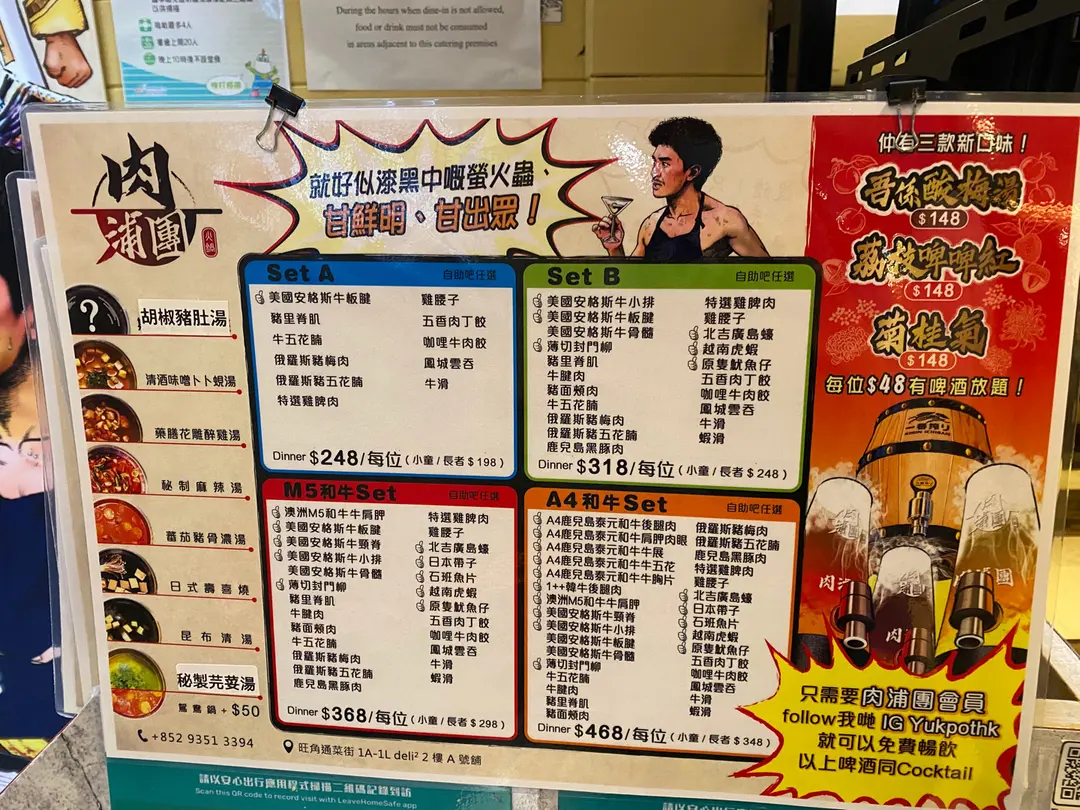 During the hours when dine-in is not allowed,
food or drink must not be consumed
in areas adjacent to this catering premises
晚上10時後不設堂食
肉
浦團
火鍋
就好似漆黑中嘅螢火蟲、
甘鮮明、甘出眾！
?
胡椒豬肚湯
清酒味噌卜卜蜆湯
藥膳花雕醉雞湯
秘制麻辣湯
蕃茄豬骨濃湯
日式壽喜燒
昆布清湯
秘製芫荽湯
鴛鴦鍋 + $50
+852 9351 3394
旺角通菜街 1A-1L deli² 2 樓 A 號舖
Set A
自助吧任選
美國安格斯牛板腱
豬里脊肌
牛五花腩
俄羅斯豬梅肉
俄羅斯豬五花腩
特選雞脾肉
雞腰子
五香肉丁餃
咖哩牛肉餃
鳳城雲吞
牛滑
Dinner $248/每位 (小童/長者$198)
Set B
自助吧任選
美國安格斯牛小排
美國安格斯牛板腱
美國安格斯牛骨髓
薄切封門柳
豬里脊肌
牛腱肉
豬面頰肉
牛五花腩
俄羅斯豬梅肉
俄羅斯豬五花腩
鹿兒島黑豚肉
特選雞脾肉
雞腰子
北吉廣島蠔
越南虎蝦
原隻魷魚仔
五香肉丁餃
咖哩牛肉餃
鳳城雲吞
牛滑
蝦滑
Dinner $318/每位 (小童/長者$248)
M5和牛Set
自助吧任選
澳洲M5和牛牛肩胛
美國安格斯牛板腱
美國安格斯牛頸脊
美國安格斯牛小排
美國安格斯牛骨髓
薄切封門柳
豬里脊肌
牛腱肉
豬面頰肉
牛五花腩
俄羅斯豬梅肉
俄羅斯豬五花腩
鹿兒島黑豚肉
特選雞脾肉
雞腰子
北吉廣島蠔
日本帶子
石班魚片
越南虎蝦
原隻魷魚仔
五香肉丁餃
咖哩牛肉餃
鳳城雲吞
牛滑
蝦滑
Dinner $368/每位 (小童/長者$298)
A4和牛Set
自助吧任選
A4鹿兒島泰元和牛後腿肉
A4鹿兒島泰元和牛肩胛肉眼
A4鹿兒島泰元和牛牛展
A4鹿兒島泰元和牛牛五花
A4鹿兒島泰元和牛胸片
1++韓牛後腿肉
澳洲M5和牛牛肩胛
美國安格斯牛頸脊
美國安格斯牛小排
美國安格斯牛板腱
美國安格斯牛骨髓
薄切封門柳
牛五花腩
牛腱肉
豬里脊肌
豬面頰肉
俄羅斯豬梅肉
俄羅斯豬五花腩
鹿兒島黑豚肉
特選雞脾肉
雞腰子
北吉廣島蠔
日本帶子
石班魚片
越南虎蝦
原隻魷魚仔
五香肉丁餃
咖哩牛肉餃
鳳城雲吞
牛滑
蝦滑
Dinner $468/每位 (小童/長者$348)
仲有三款新口味！
吾係酸梅湯
$148
荔枝啤啤紅
$148
菊桂氣
$148
每位$48有啤酒放題！
一番搾り
KIRIN ICHIBAN
只需要肉浦團會員
follow我哋 IG Yukpothk
就可以免費暢飲
以上啤酒同Cocktail
請以安心出行應用程式掃描二維碼記錄到訪
Scan this QR code to record visit with LeaveHomeSafe app